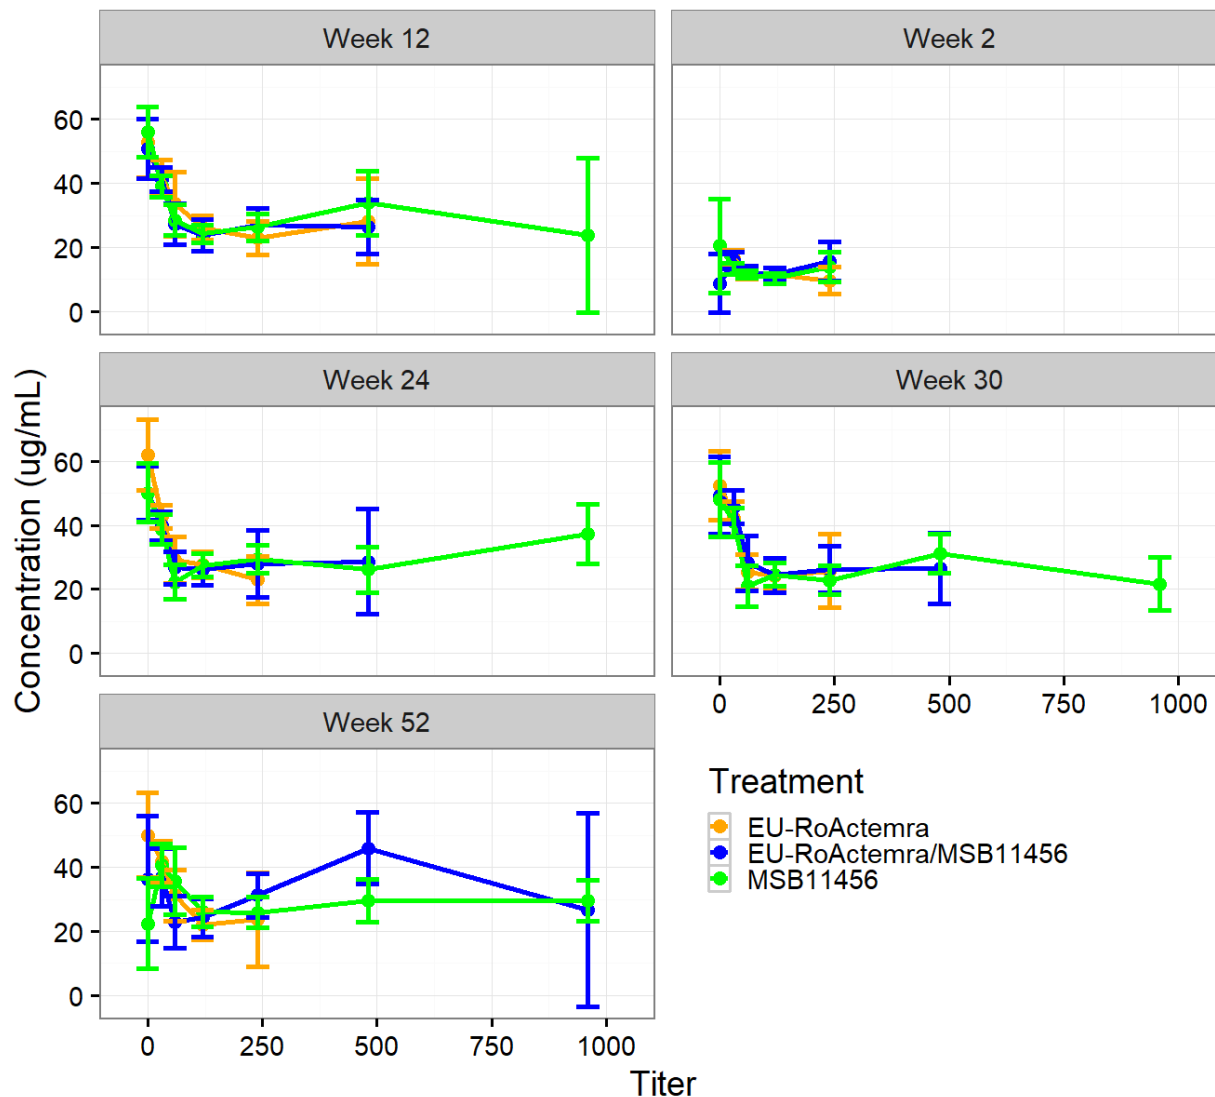 Week 12
Week 2
60
40
20
0
Week 24
Week 30
60
40
20
0
0 250 500 750 1000
Week 52
60
40
20
0
0 250 500 750 1000
Concentration (ug/mL)
Titer
Treatment
EU-RoActemra
EU-RoActemra/MSB11456
MSB11456